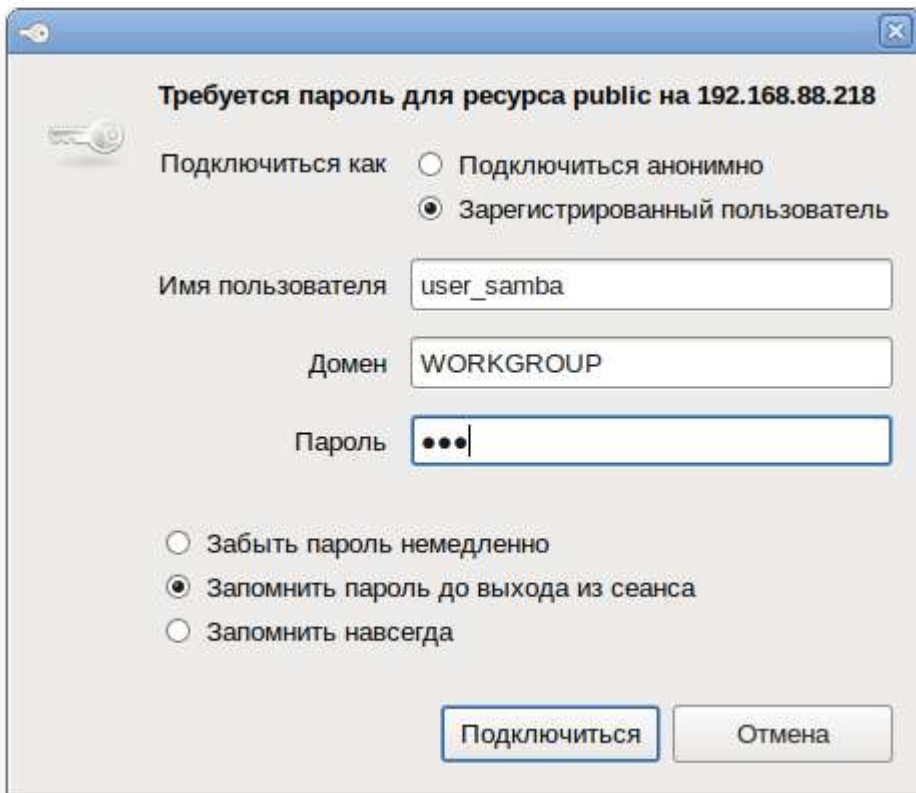 Требуется пароль для ресурса public на 192.168.88.218
Подключиться как
Подключиться анонимно
Зарегистрированный пользователь
Имя пользователя user_samba
Домен WORKGROUP
Пароль ●●●
Забыть пароль немедленно
Запомнить пароль до выхода из сеанса
Запомнить навсегда
Подключиться Отмена